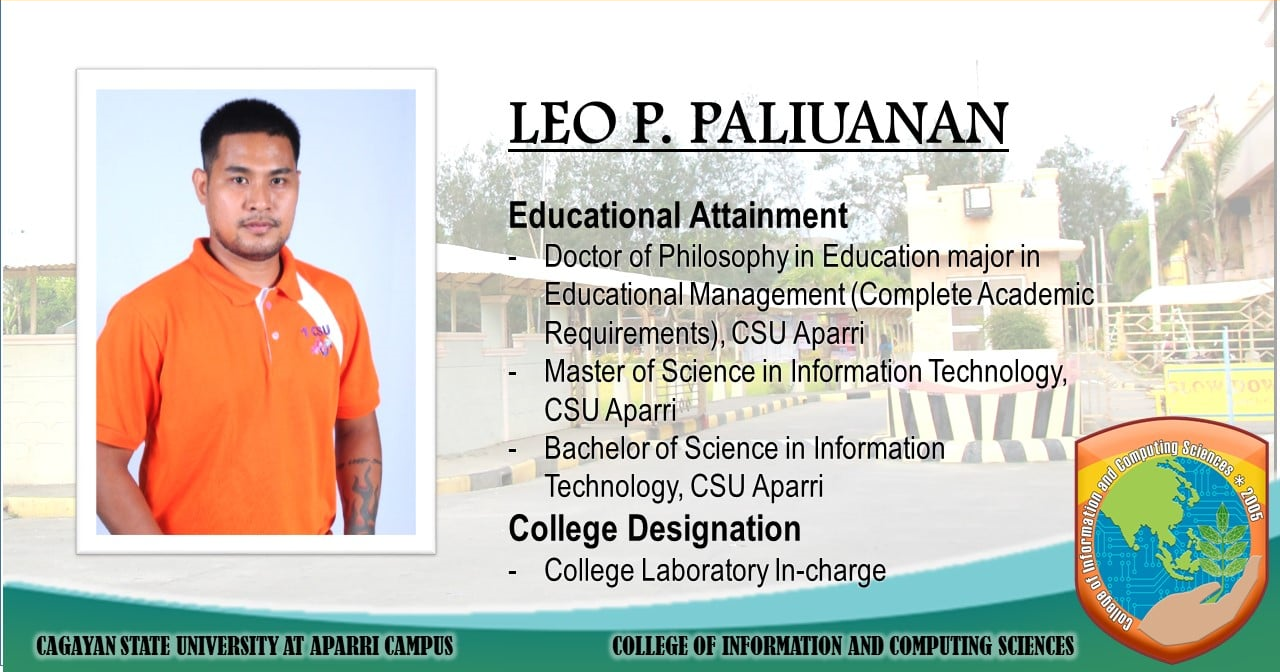 LEO P. PALIUANAN
Educational Attainment
- Doctor of Philosophy in Education major in
Educational Management (Complete Academic
Requirements), CSU Aparri
- Master of Science in Information Technology,
CSU Aparri
- Bachelor of Science in Information
Technology, CSU Aparri
College Designation
- College Laboratory In-charge
CSU
College of Information and Computing Sciences * 2005
CAGAYAN STATE UNIVERSITY AT APARRI CAMPUS
COLLEGE OF INFORMATION AND COMPUTING SCIENCES